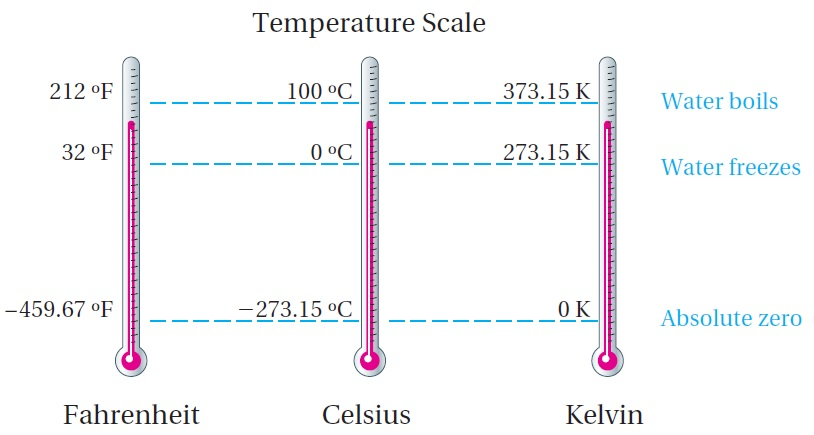 Temperature Scale
212 ºF 100 ºC 373.15 K Water boils
32 ºF 0 ºC 273.15 K Water freezes
−459.67 ºF −273.15 ºC 0 K Absolute zero
Fahrenheit Celsius Kelvin